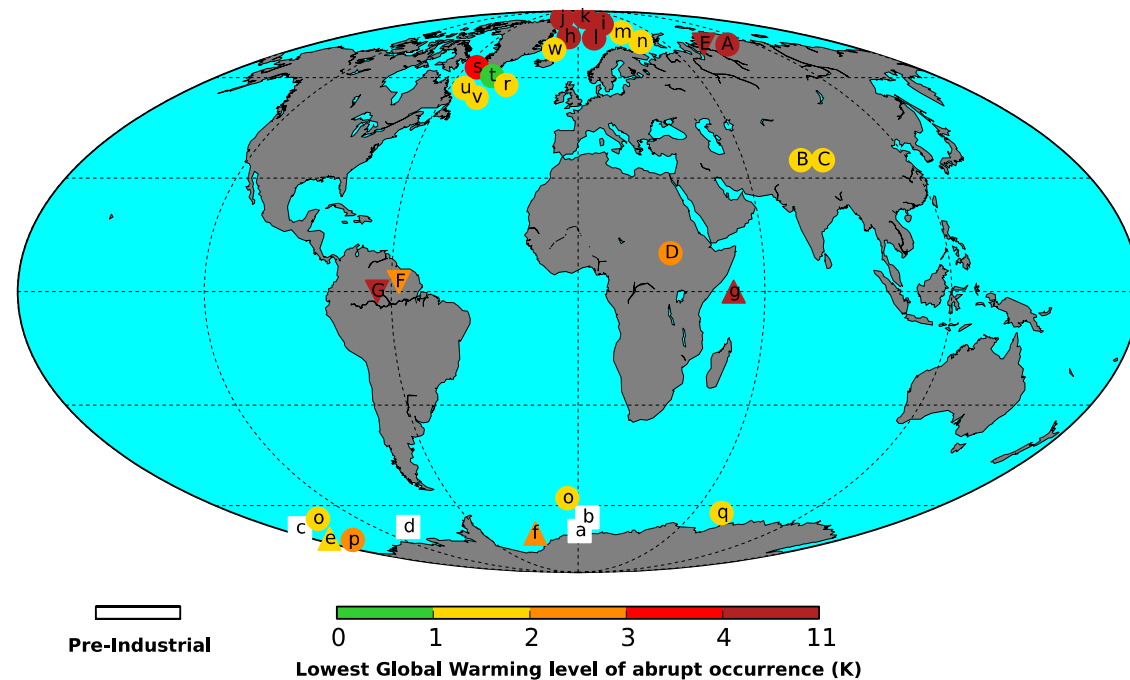 j k i
h l m n
w E A
s t
u v r
B C
D
F
G g
o
o b q
c d a f
e p
0 1 2 3 4 11
Pre-Industrial
Lowest Global Warming level of abrupt occurrence (K)